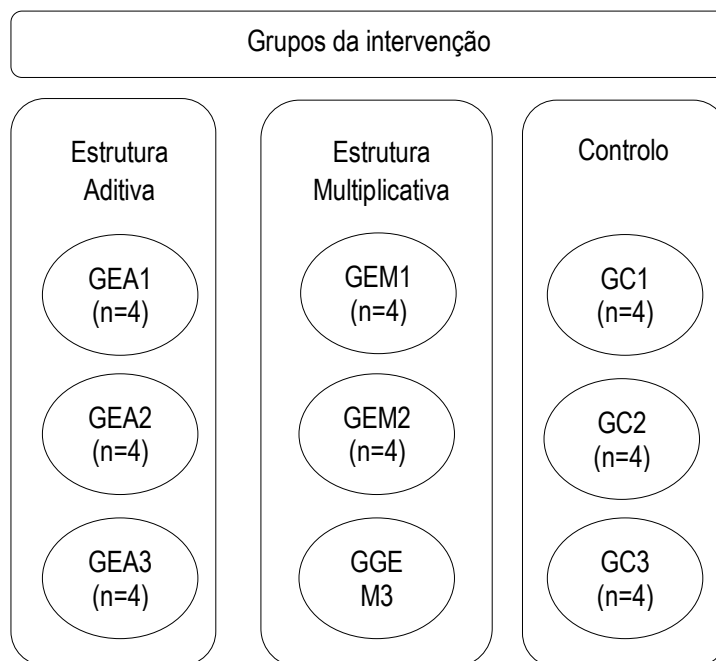 Grupos da intervenção
Estrutura
Aditiva
GEA1
(n=4)
GEA2
(n=4)
GEA3
(n=4)
Estrutura
Multiplicativa
GEM1
(n=4)
GEM2
(n=4)
GGE
M3
Controlo
GC1
(n=4)
GC2
(n=4)
GC3
(n=4)